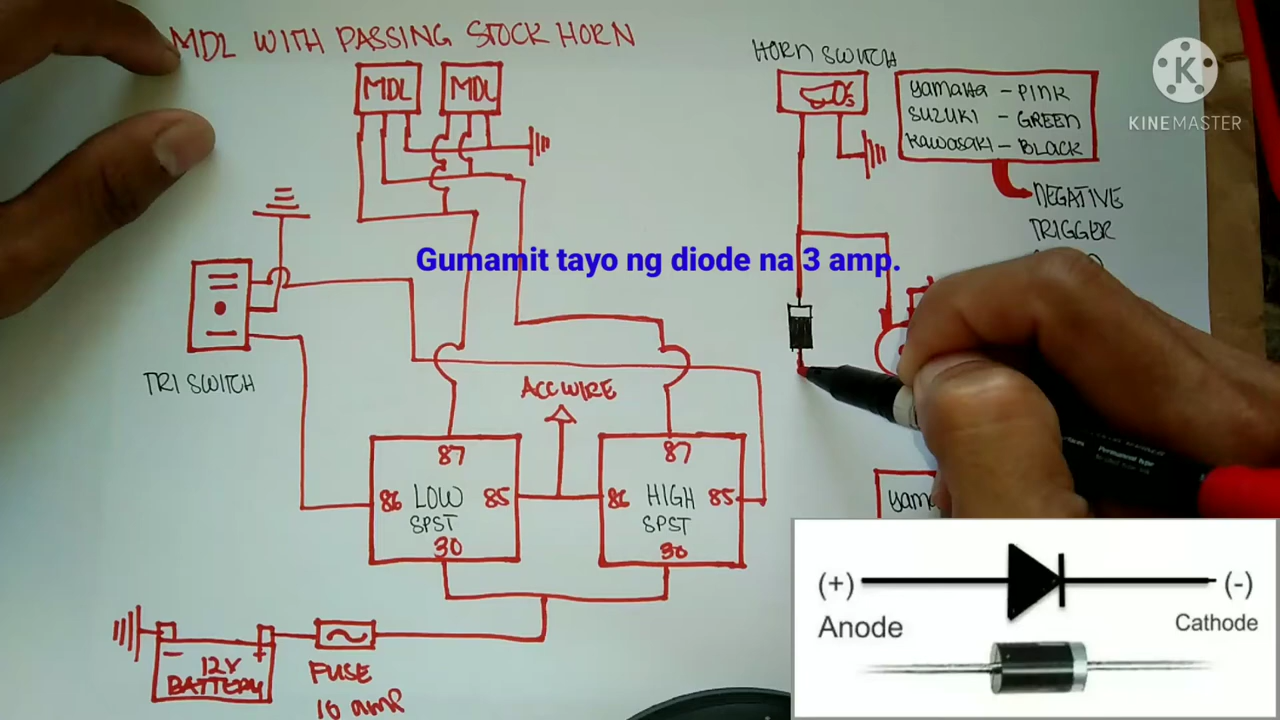 MDL WITH PASSING STOCK HORN
MDL
MDL
HORN SWITCH
YAMAHA - PINK
SUZUKI - GREEN
KAWASAKI - BLACK
NEGATIVE
TRIGGER
KINEMASTER
Gumamit tayo ng diode na 3 amp.
TRI SWITCH
ACC WIRE
87
86 LOW 85
SPST
30
87
86 HIGH 85
SPST
30
Yama
12V
BATTERY
- +
FUSE
10 amp
(+) (-)
Anode Cathode